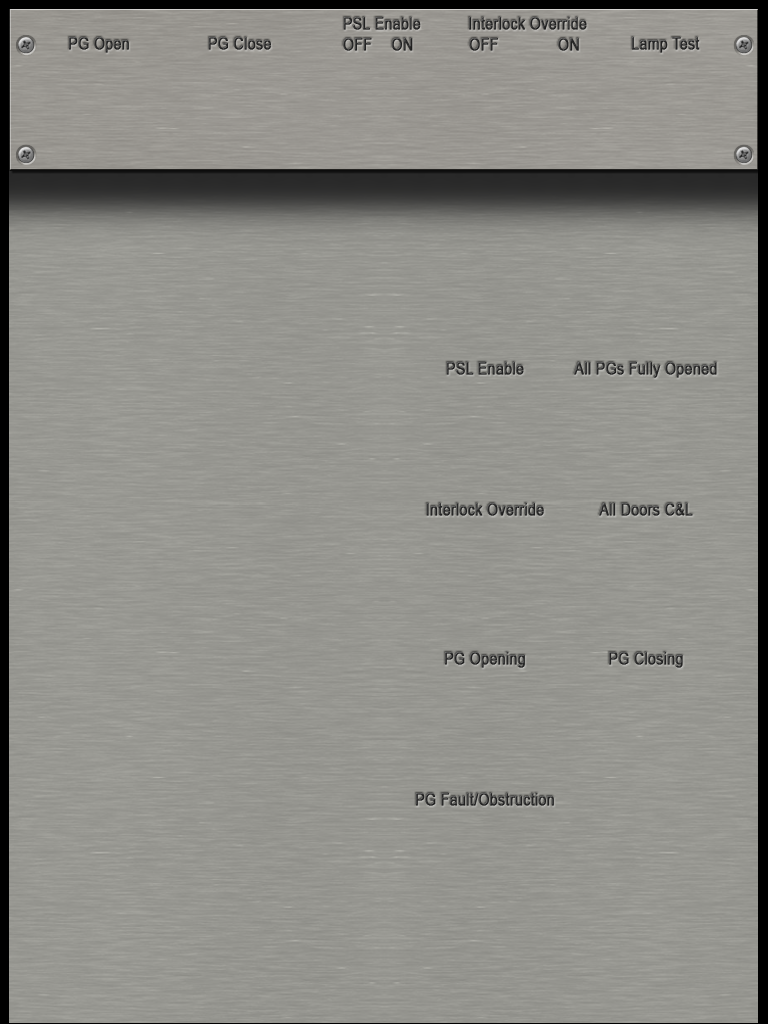 PSL Enable Interlock Override
PG Open PG Close OFF ON OFF ON Lamp Test
PSL Enable All PGs Fully Opened
Interlock Override All Doors C&L
PG Opening PG Closing
PG Fault/Obstruction